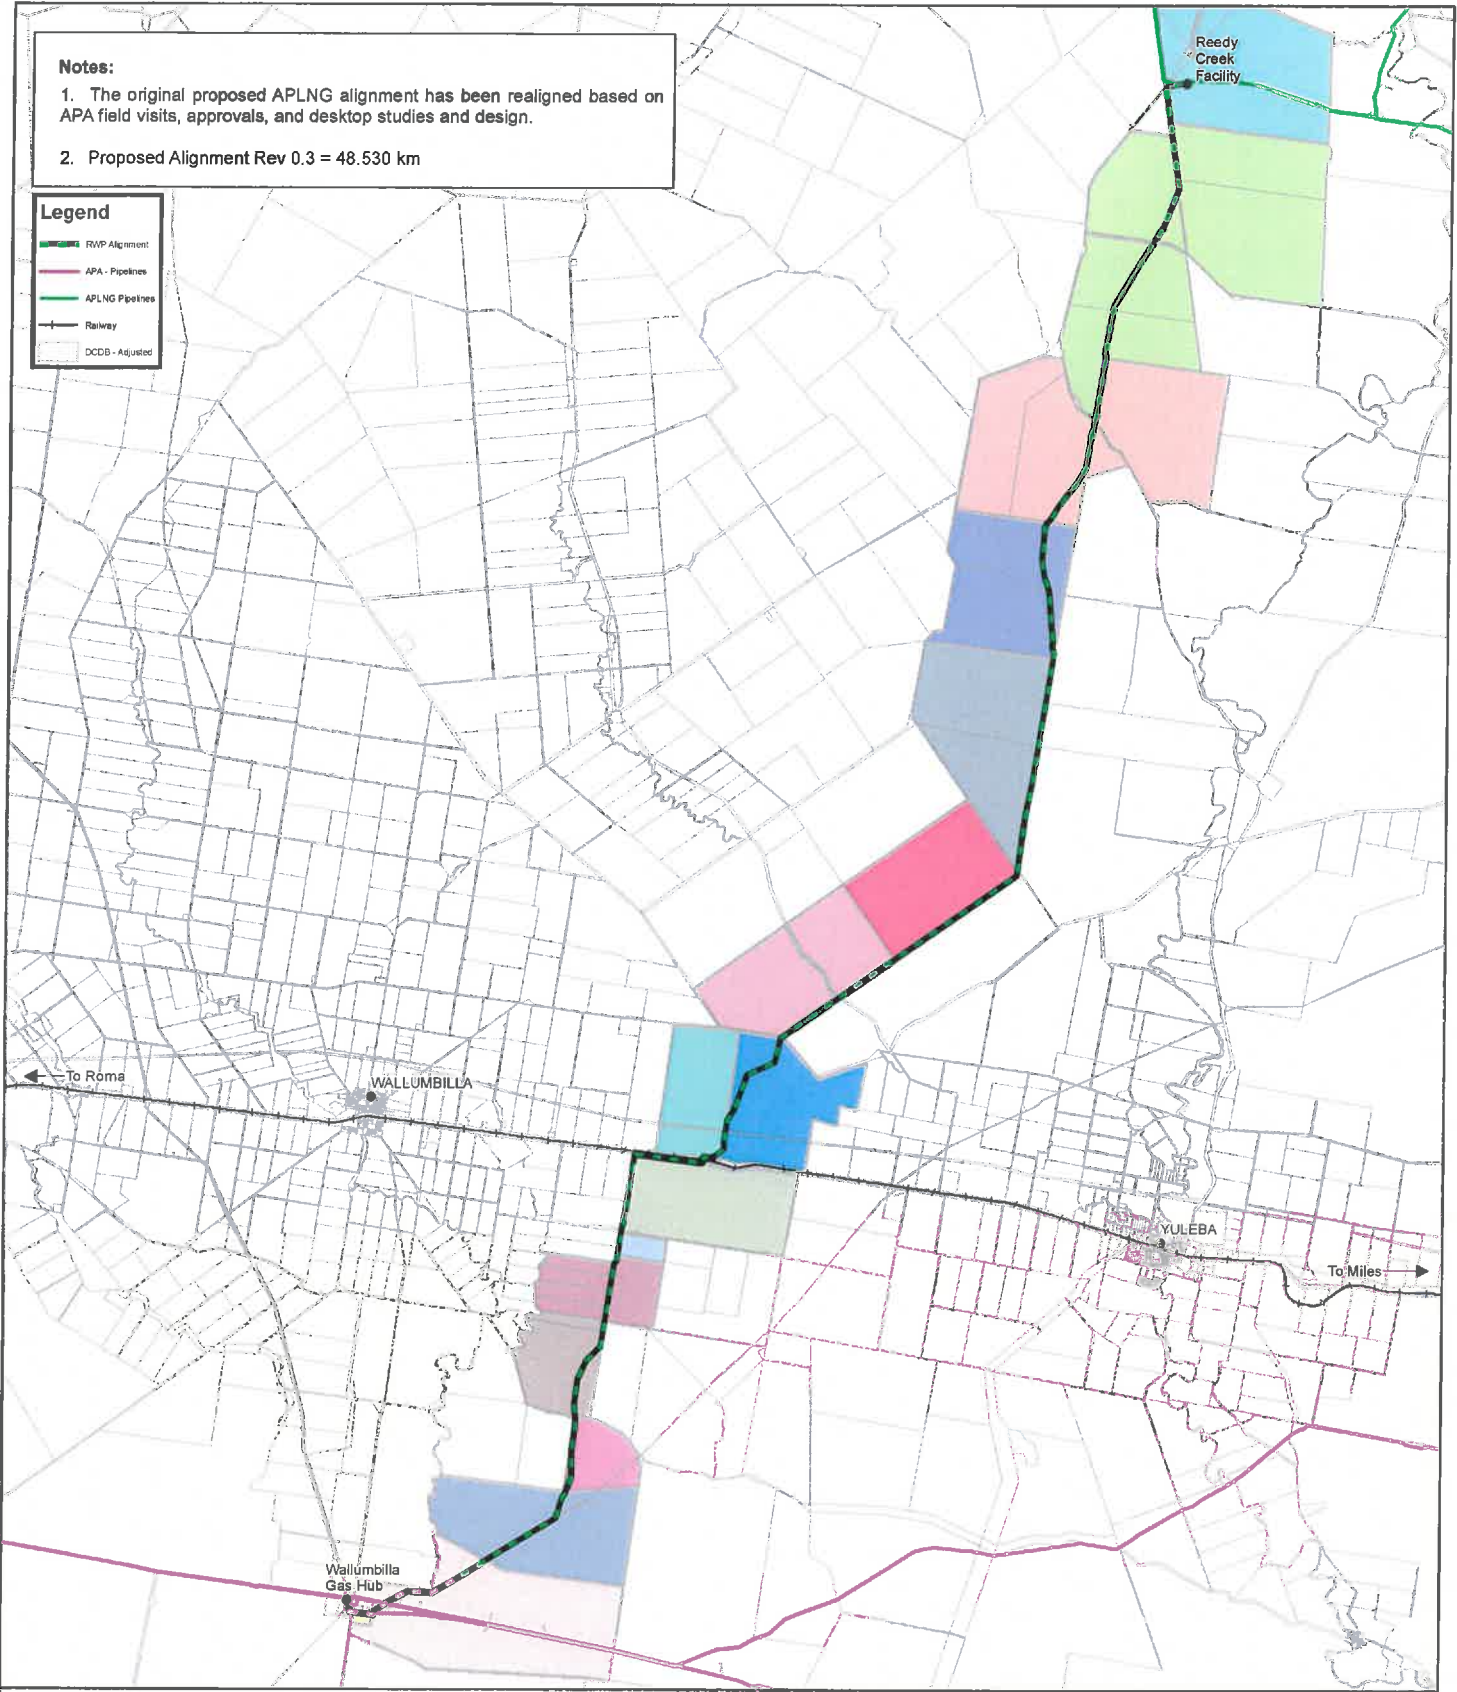 Notes:
1. The original proposed APLNG alignment has been realigned based on
APA field visits, approvals, and desktop studies and design.
2. Proposed Alignment Rev 0.3 = 48.530 km
Legend
RWP Alignment
APA - Pipelines
APLNG Pipelines
Railway
DCDB - Adjusted
Reedy
Creek
Facility
To Roma
WALLUMBILLA
YULEBA
To Miles
Wallumbilla
Gas Hub